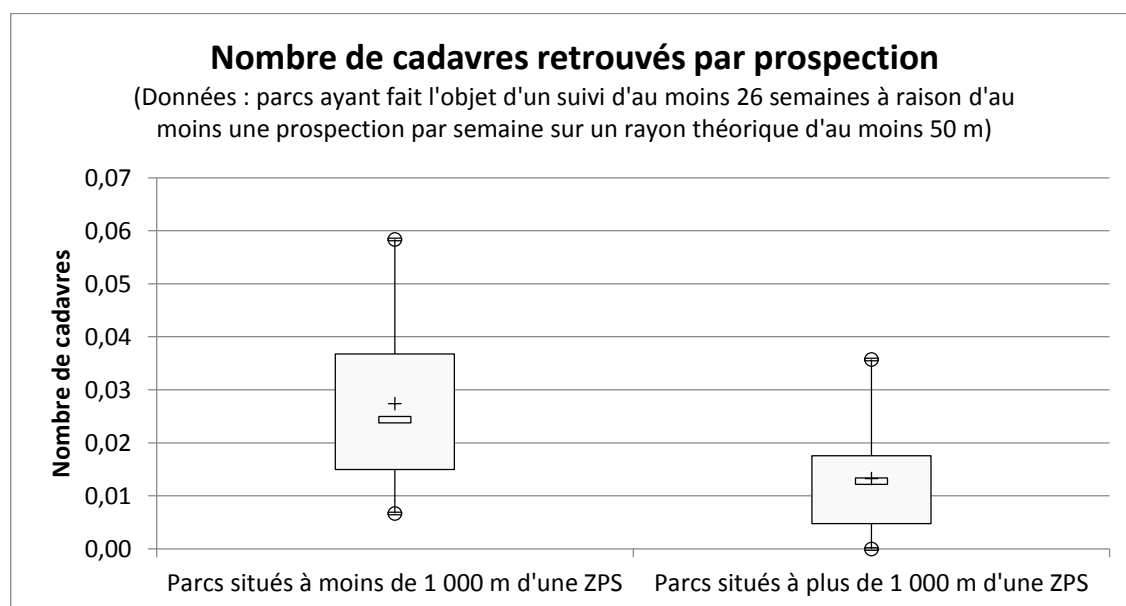 Nombre de cadavres retrouvés par prospection
(Données : parcs ayant fait l'objet d'un suivi d'au moins 26 semaines à raison d'au
moins une prospection par semaine sur un rayon théorique d'au moins 50 m)
Nombre de cadavres
0,07
0,06
0,05
0,04
0,03
0,02
0,01
0,00
Parcs situés à moins de 1 000 m d'une ZPS
Parcs situés à plus de 1 000 m d'une ZPS